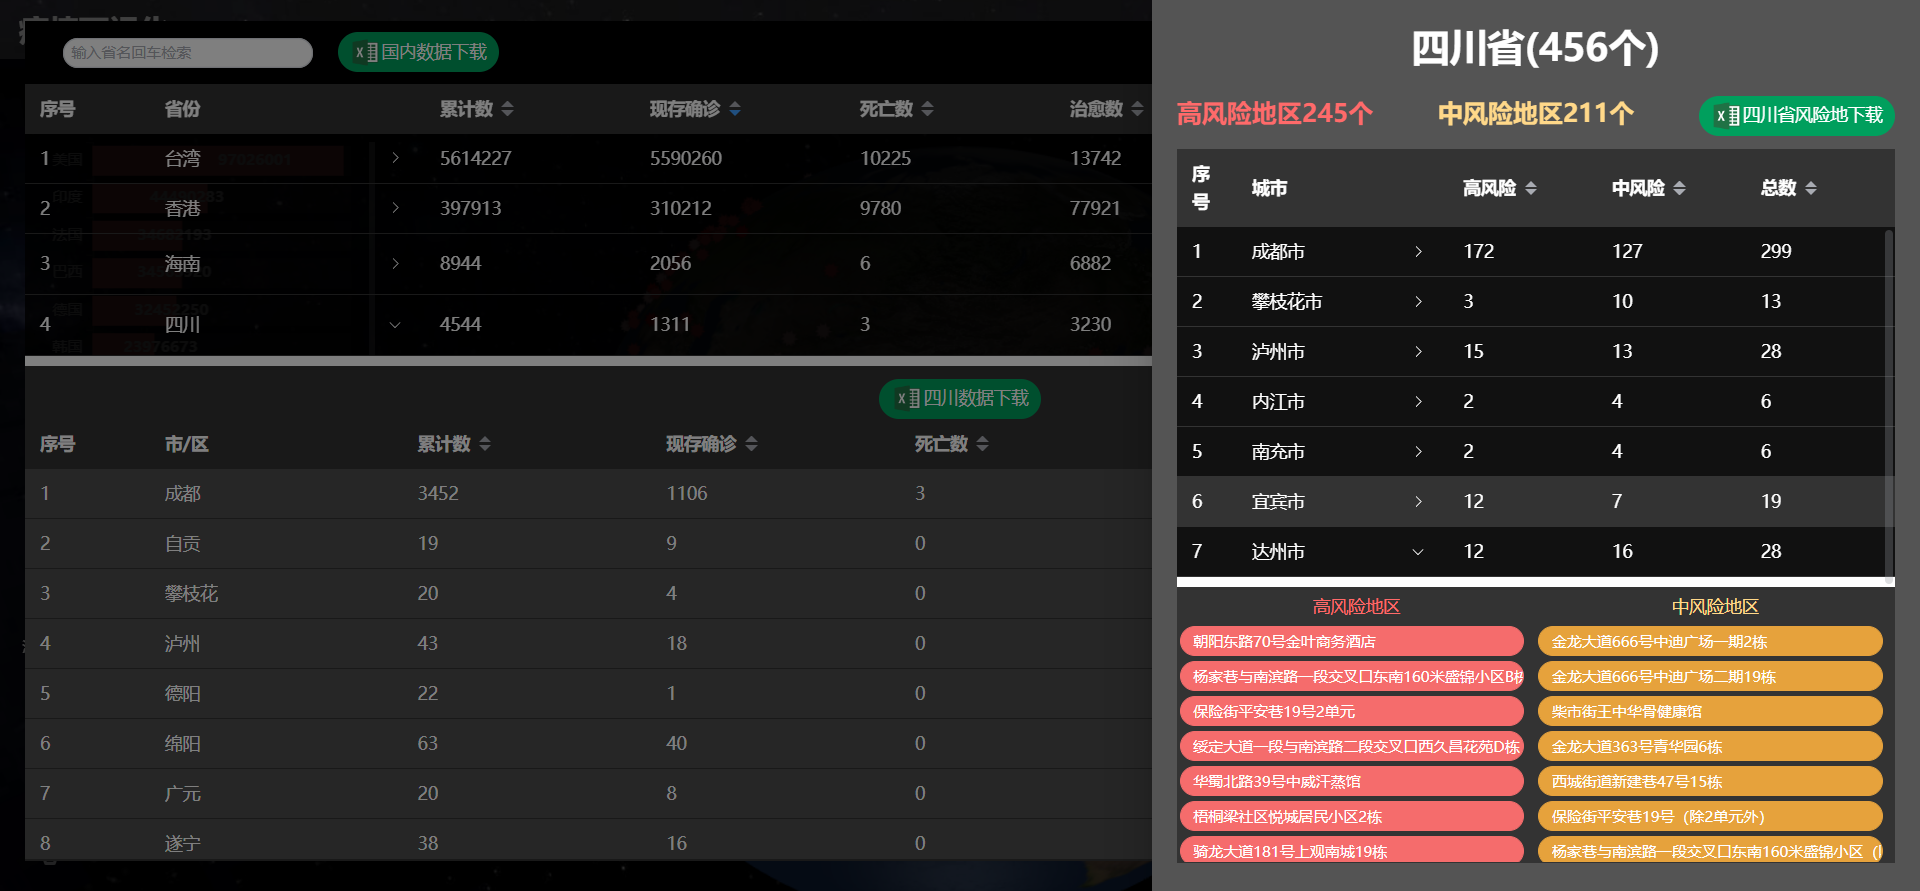 输入省名回车检索
国内数据下载
序号 省份 累计数 现存确诊 死亡数 治愈数
1 台湾 5614227 5590260 10225 13742
2 香港 397913 310212 9780 77921
3 海南 8944 2056 6 6882
4 四川 4544 1311 3 3230
美国 97026001
印度
法国
巴西
德国 32452250
韩国
四川数据下载
序号 市/区 累计数 现存确诊 死亡数
1 成都 3452 1106 3
2 自贡 19 9 0
3 攀枝花 20 4 0
4 泸州 43 18 0
5 德阳 22 1 0
6 绵阳 63 40 0
7 广元 20 8 0
8 遂宁 38 16 0
四川省(456个)
高风险地区245个 中风险地区211个 四川省风险地下载
序号 城市 高风险 中风险 总数
1 成都市 172 127 299
2 攀枝花市 3 10 13
3 泸州市 15 13 28
4 内江市 2 4 6
5 南充市 2 4 6
6 宜宾市 12 7 19
7 达州市 12 16 28
高风险地区 中风险地区
朝阳东路70号金叶商务酒店 金龙大道666号中迪广场一期2栋
杨家巷与南滨路一段交叉口东南160米盛锦小区B栋 金龙大道666号中迪广场二期19栋
保险街平安巷19号2单元 柴市街王中华骨健康馆
绥定大道一段与南滨路二段交叉口西久昌花苑D栋 金龙大道363号青华园6栋
华蜀北路39号中威汗蒸馆 西城街道新建巷47号15栋
梧桐梁社区悦城居民小区2栋 保险街平安巷19号（除2单元外）
骑龙大道181号上观南城19栋 杨家巷与南滨路一段交叉口东南160米盛锦小区（